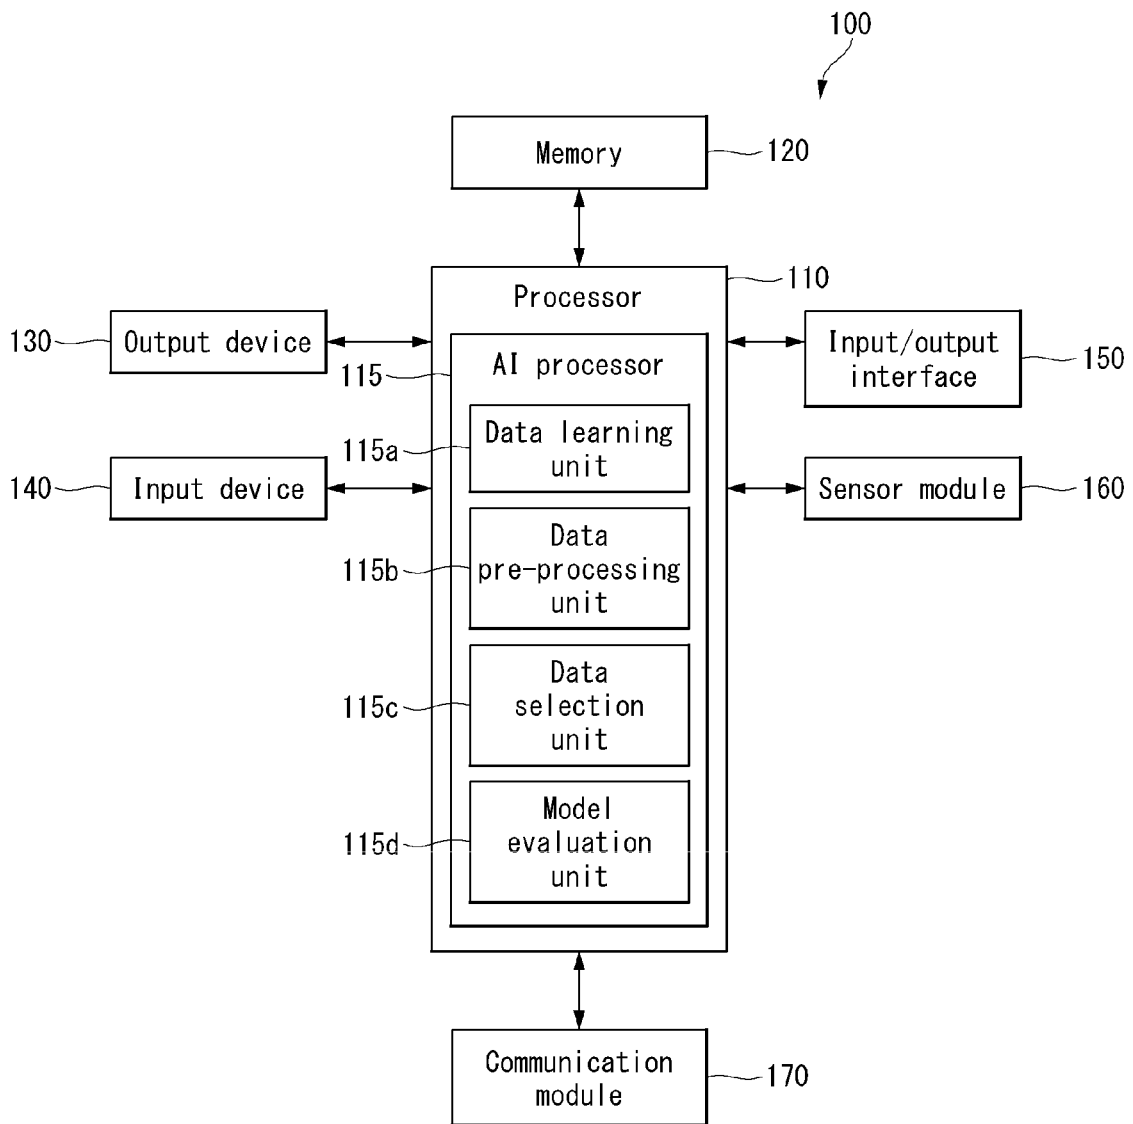 100
Memory
120
110
Processor
130
Output device
Input/output
interface
150
115
AI processor
115a
Data learning
unit
140
Input device
Sensor module
160
115b
Data
pre-processing
unit
115c
Data
selection
unit
115d
Model
evaluation
unit
Communication
module
170